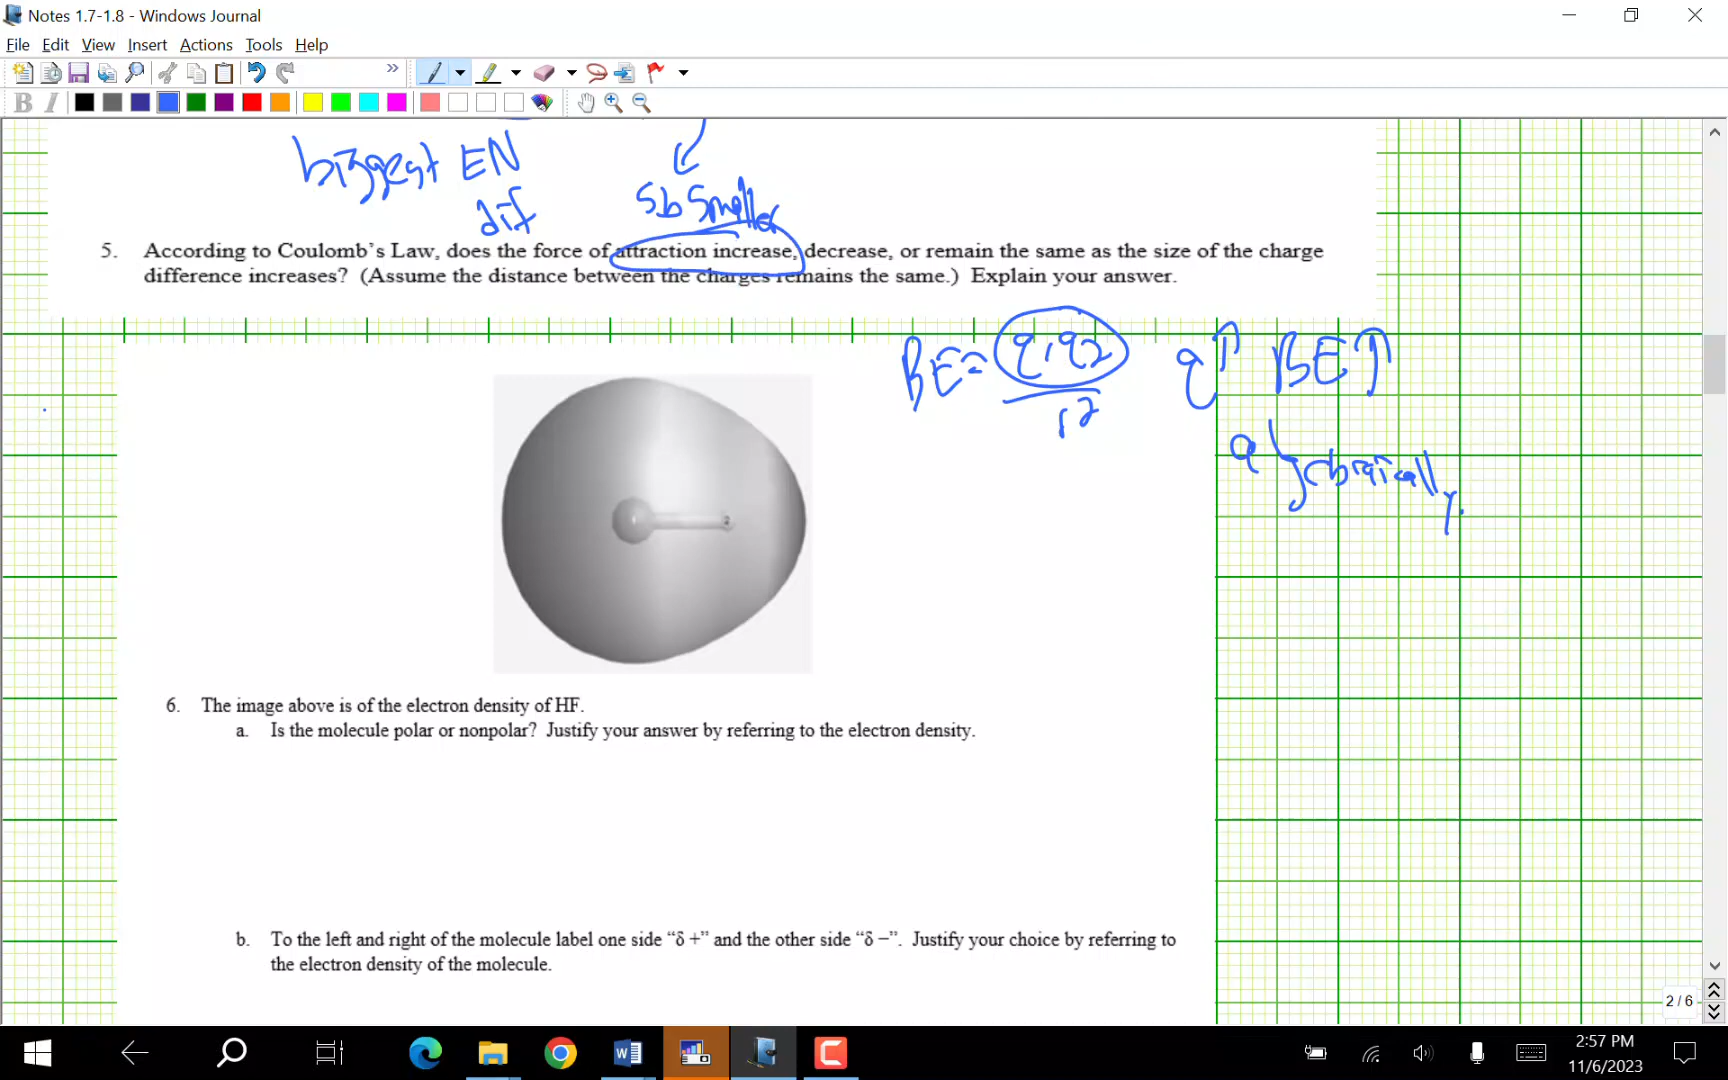 Notes 1.7-1.8 - Windows Journal
File Edit View Insert Actions Tools Help
B I
biggest EN
dif
Sb Smaller
5. According to Coulomb's Law, does the force of attraction increase, decrease, or remain the same as the size of the charge
difference increases? (Assume the distance between the charges remains the same.) Explain your answer.
BE = q1q2 q↑ BE↑
r2
6. The image above is of the electron density of HF.
a. Is the molecule polar or nonpolar? Justify your answer by referring to the electron density.
b. To the left and right of the molecule label one side “δ +” and the other side “δ −”. Justify your choice by referring to
the electron density of the molecule.
2 / 6
2:57 PM
11/6/2023